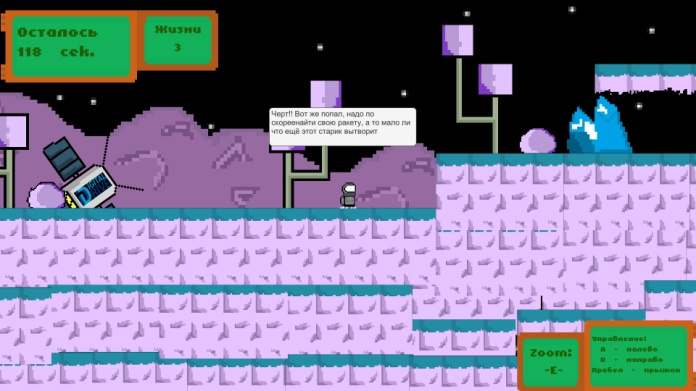 Осталось
118 сек.
Жизни
3
Черт!! Вот же попал, надо по
скореенайти свою ракету, а то мало ли
что ещё этот старик вытворит
DIGITAL
Zoom:
-E-
Управление:
A - налево
D - направо
Пробел - прыжок